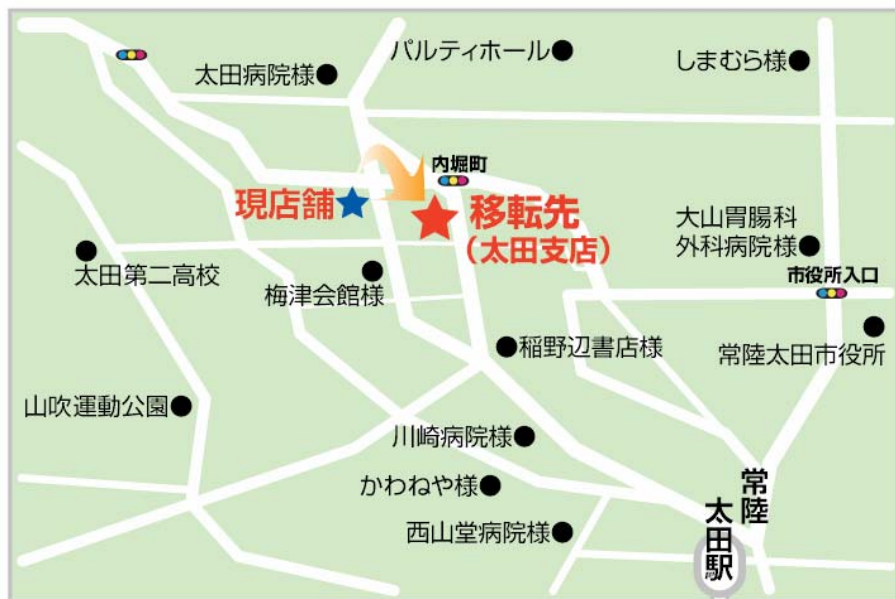 パルティホール
太田病院様
しまむら様
内堀町
現店舗
移転先
（太田支店）
大山胃腸科
外科病院様
太田第二高校
梅津会館様
市役所入口
稲野辺書店様
常陸太田市役所
山吹運動公園
川崎病院様
かわねや様
西山堂病院様
常陸
太田駅